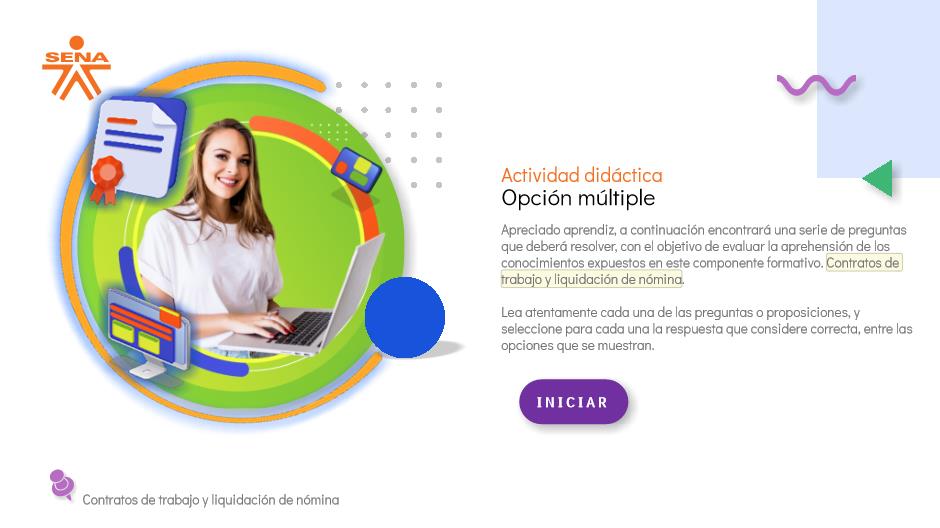 SENA
Actividad didáctica
Opción múltiple
Apreciado aprendiz, a continuación encontrará una serie de preguntas
que deberá resolver, con el objetivo de evaluar la aprehensión de los
conocimientos expuestos en este componente formativo. Contratos de
trabajo y liquidación de nómina.
Lea atentamente cada una de las preguntas o proposiciones, y
seleccione para cada una la respuesta que considere correcta, entre las
opciones que se muestran.
INICIAR
Contratos de trabajo y liquidación de nómina